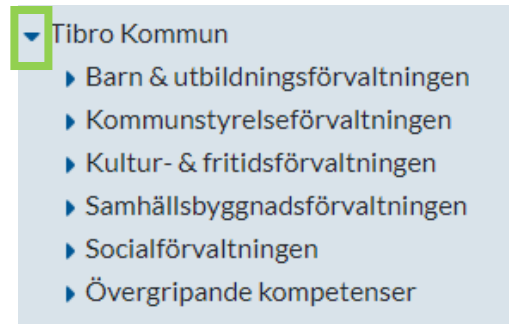 Tibro Kommun
Barn & utbildningsförvaltningen
Kommunstyrelseförvaltningen
Kultur- & fritidsförvaltningen
Samhällsbyggnadsförvaltningen
Socialförvaltningen
Övergripande kompetenser